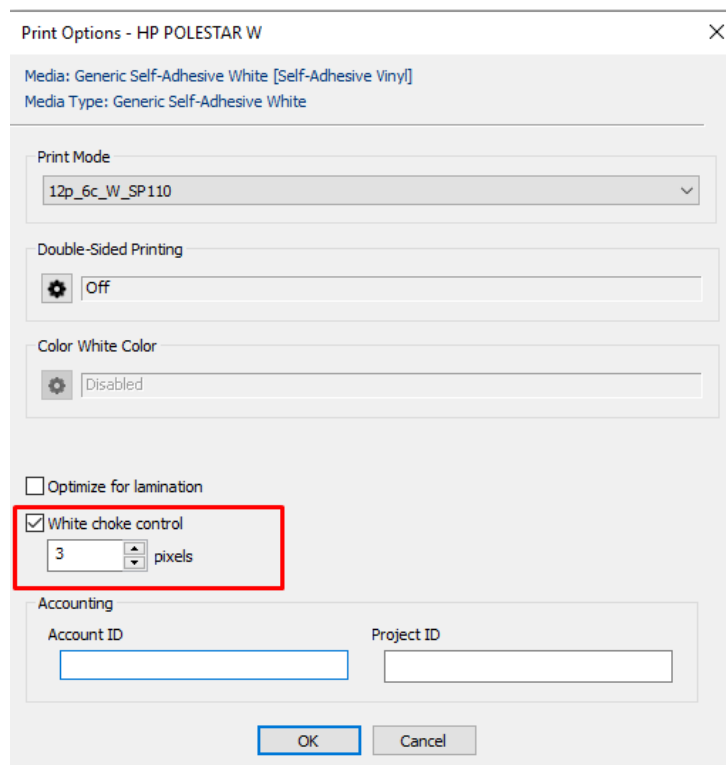 Print Options - HP POLESTAR W
Media: Generic Self-Adhesive White [Self-Adhesive Vinyl]
Media Type: Generic Self-Adhesive White
Print Mode
12p_6c_W_SP110
Double-Sided Printing
Off
Color White Color
Disabled
Optimize for lamination
White choke control
3 pixels
Accounting
Account ID Project ID
OK Cancel